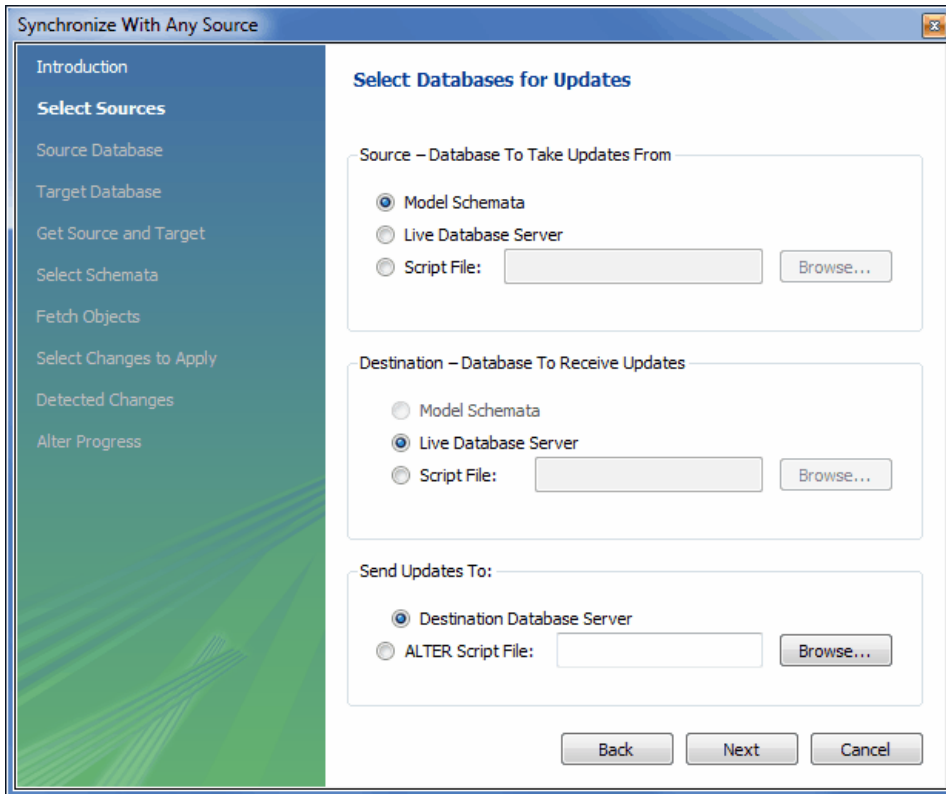 Synchronize With Any Source
Introduction
Select Sources
Source Database
Target Database
Get Source and Target
Select Schemata
Fetch Objects
Select Changes to Apply
Detected Changes
Alter Progress
Select Databases for Updates
Source – Database To Take Updates From
Model Schemata
Live Database Server
Script File: Browse...
Destination – Database To Receive Updates
Model Schemata
Live Database Server
Script File: Browse...
Send Updates To:
Destination Database Server
ALTER Script File: Browse...
Back Next Cancel